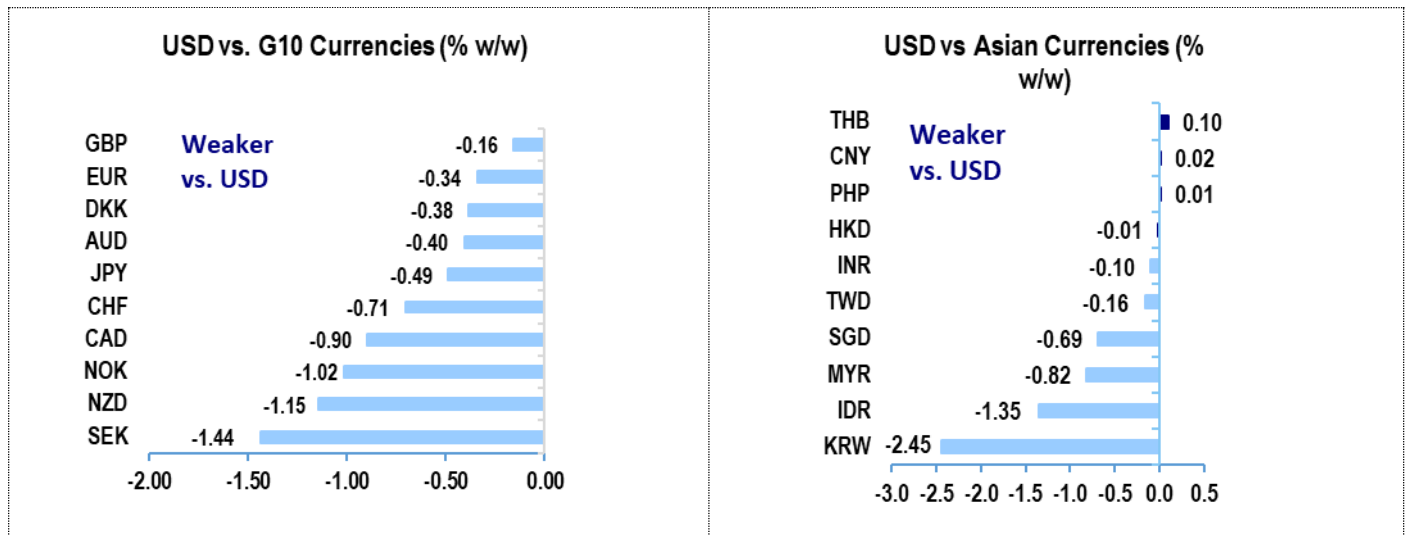 USD vs. G10 Currencies (% w/w)
Weaker
vs. USD
GBP -0.16
EUR -0.34
DKK -0.38
AUD -0.40
JPY -0.49
CHF -0.71
CAD -0.90
NOK -1.02
NZD -1.15
SEK -1.44
-2.00 -1.50 -1.00 -0.50 0.00
USD vs Asian Currencies (%
w/w)
Weaker
vs. USD
THB 0.10
CNY 0.02
PHP 0.01
HKD -0.01
INR -0.10
TWD -0.16
SGD -0.69
MYR -0.82
IDR -1.35
KRW -2.45
-3.0 -2.5 -2.0 -1.5 -1.0 -0.5 0.0 0.5